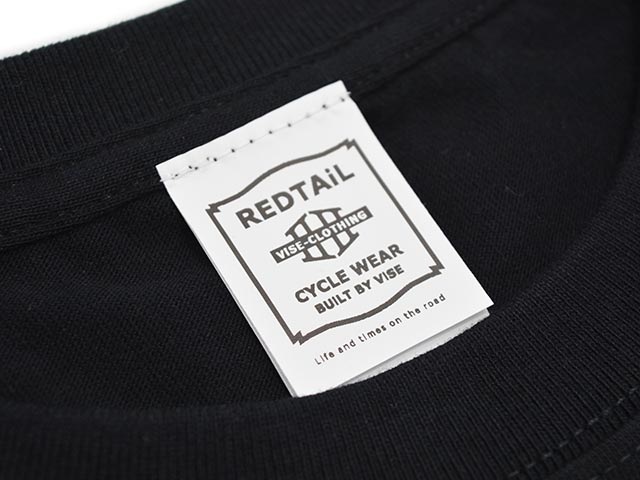 REDTAiL
VISE-CLOTHING
CYCLE WEAR
BUILT BY VISE
Life and times on the road